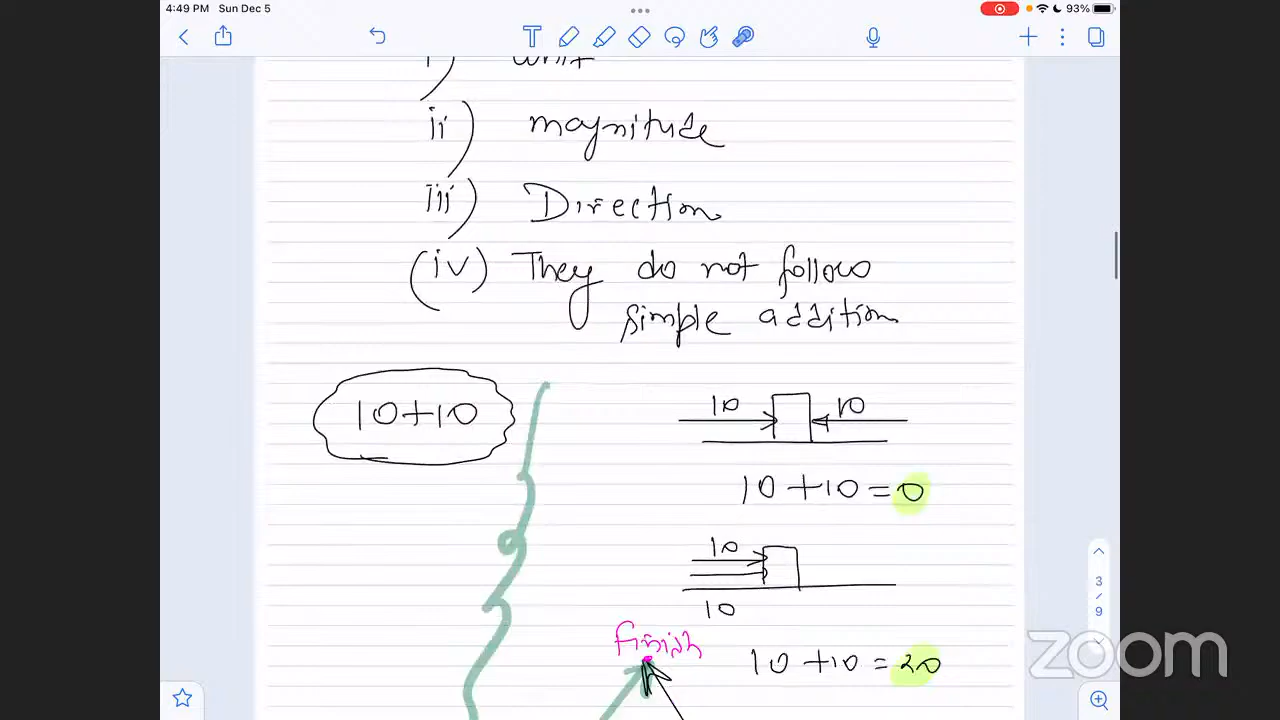 4:49 PM Sun Dec 5
93%
i) unit
ii) magnitude
iii) Direction
(iv) They do not follow
simple addition
10+10
10 10
10+10=0
10
10
finish
10+10=20
3
/
9
zoom